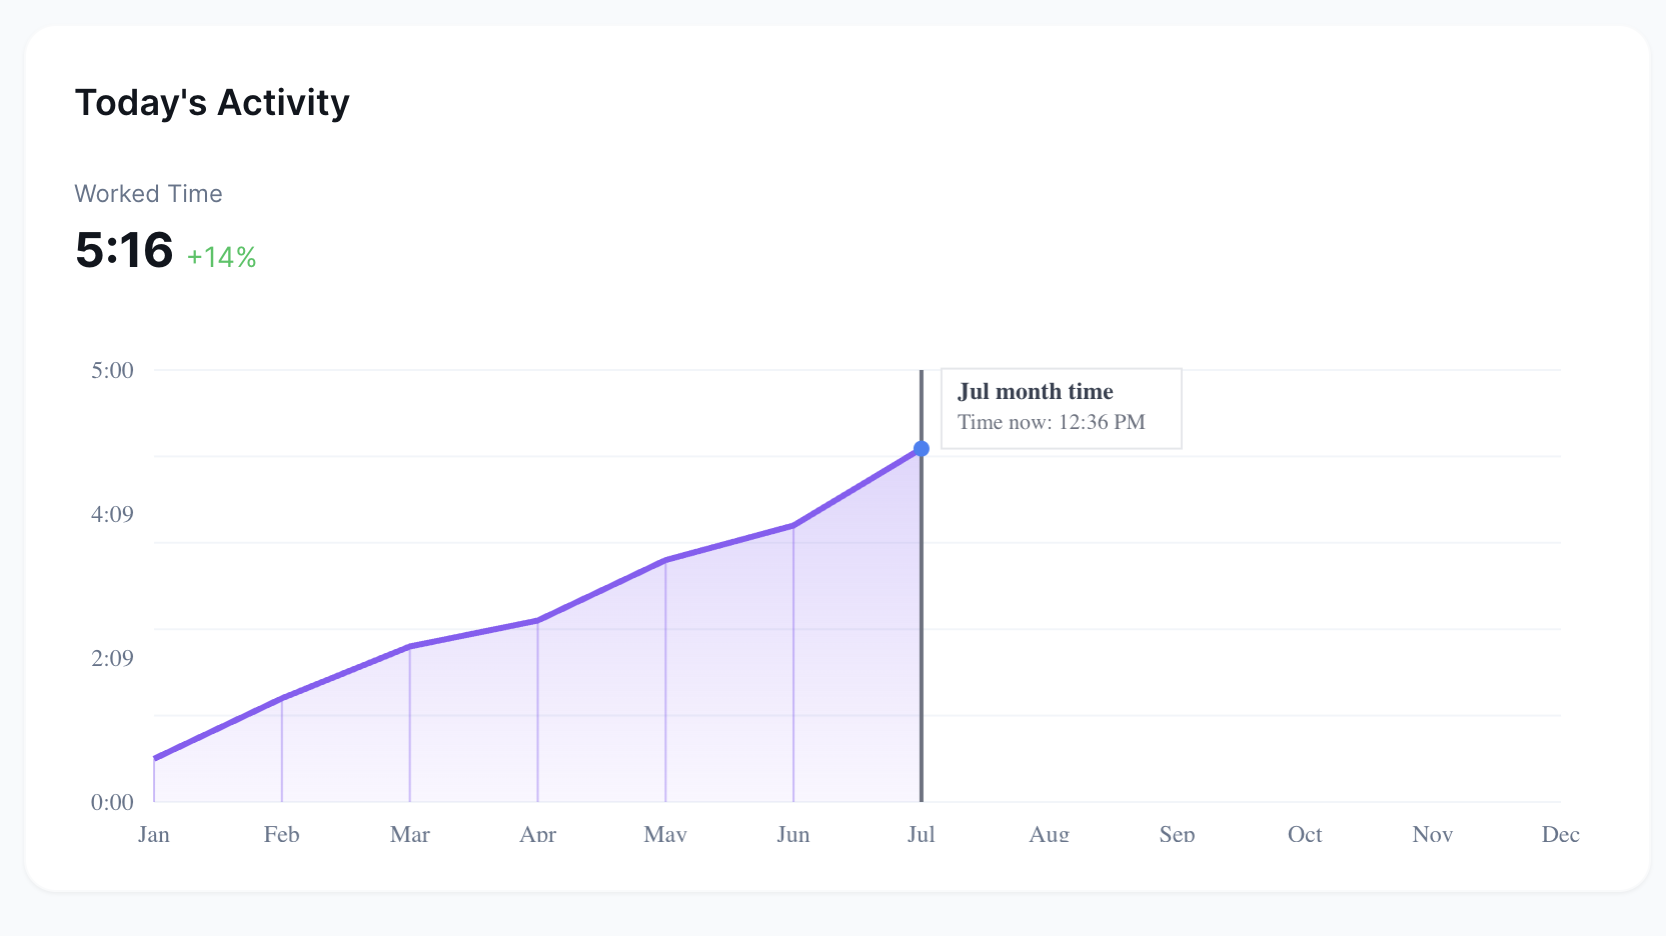 Today's Activity
Worked Time
5:16 +14%
5:00
Jul month time
Time now: 12:36 PM
4:09
2:09
0:00
Jan Feb Mar Apr May Jun Jul Aug Sep Oct Nov Dec